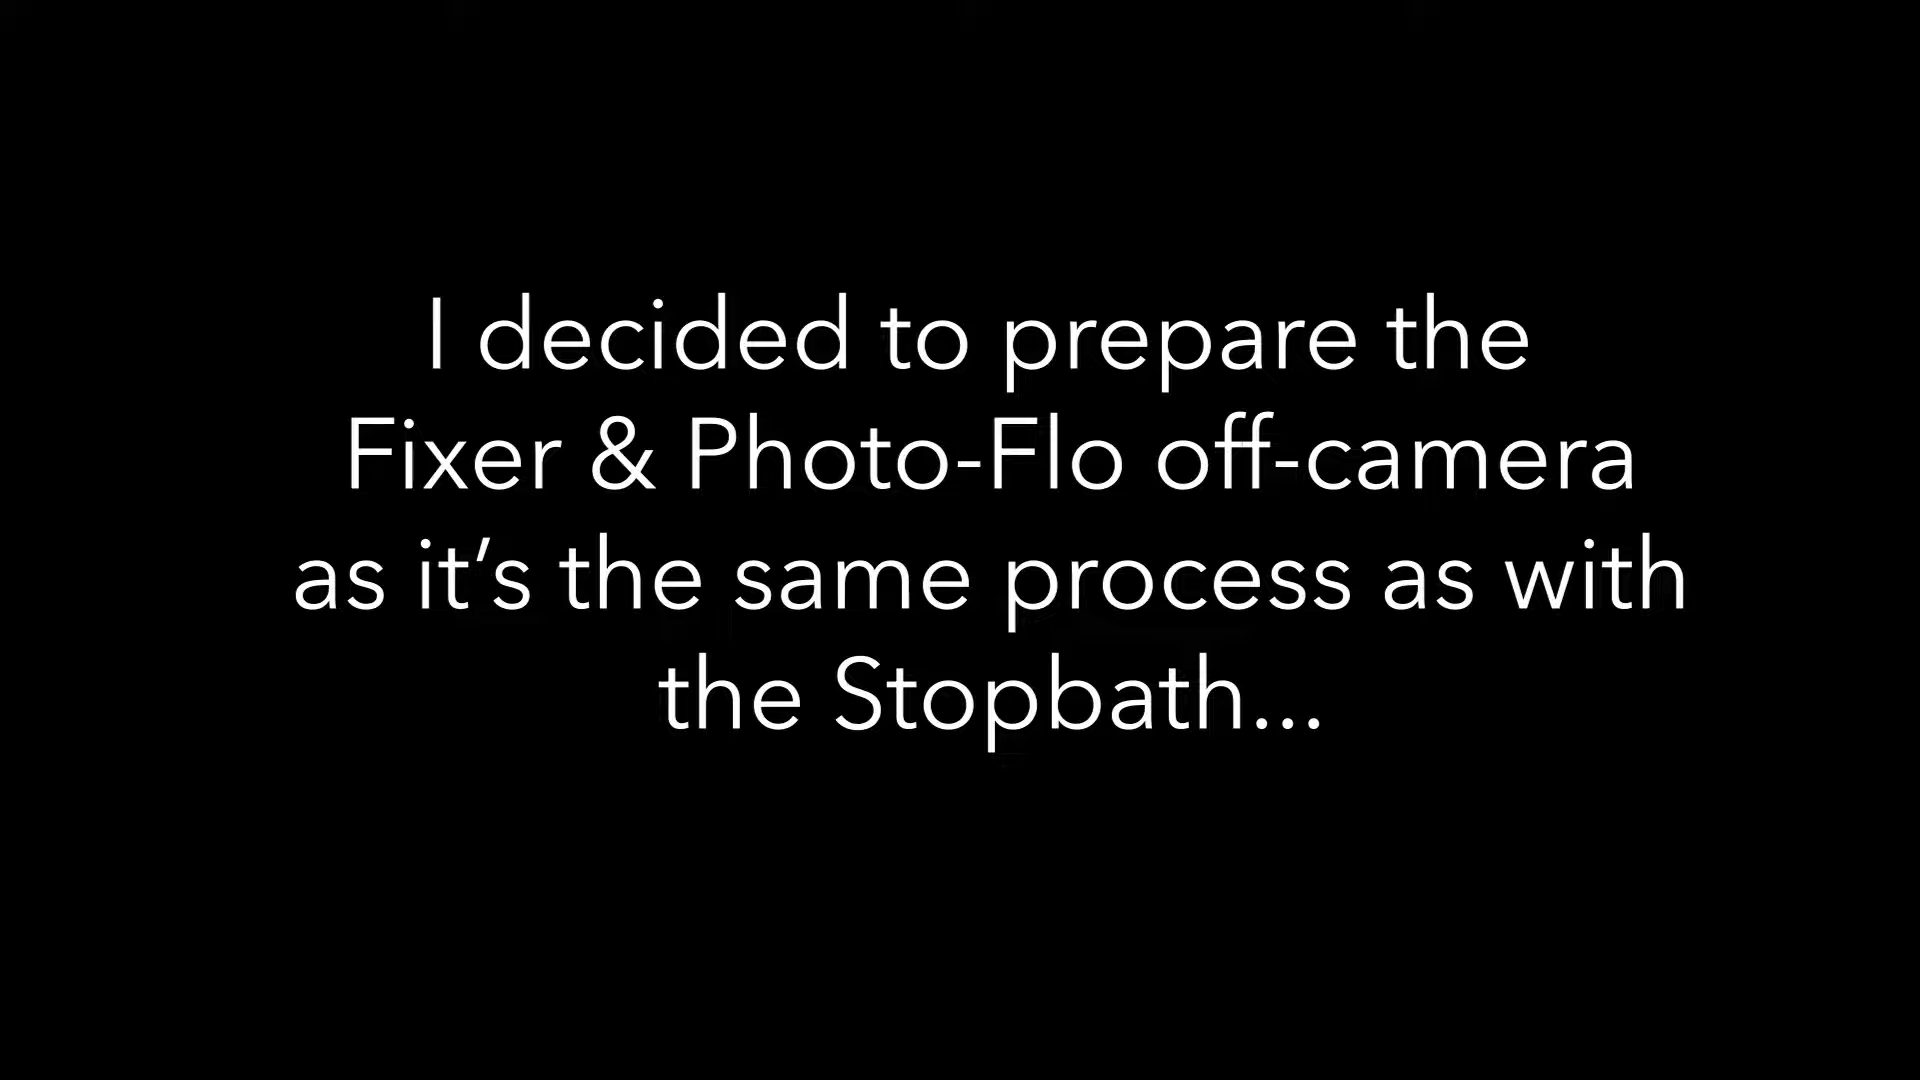 I decided to prepare the
Fixer & Photo-Flo off-camera
as it’s the same process as with
the Stopbath...